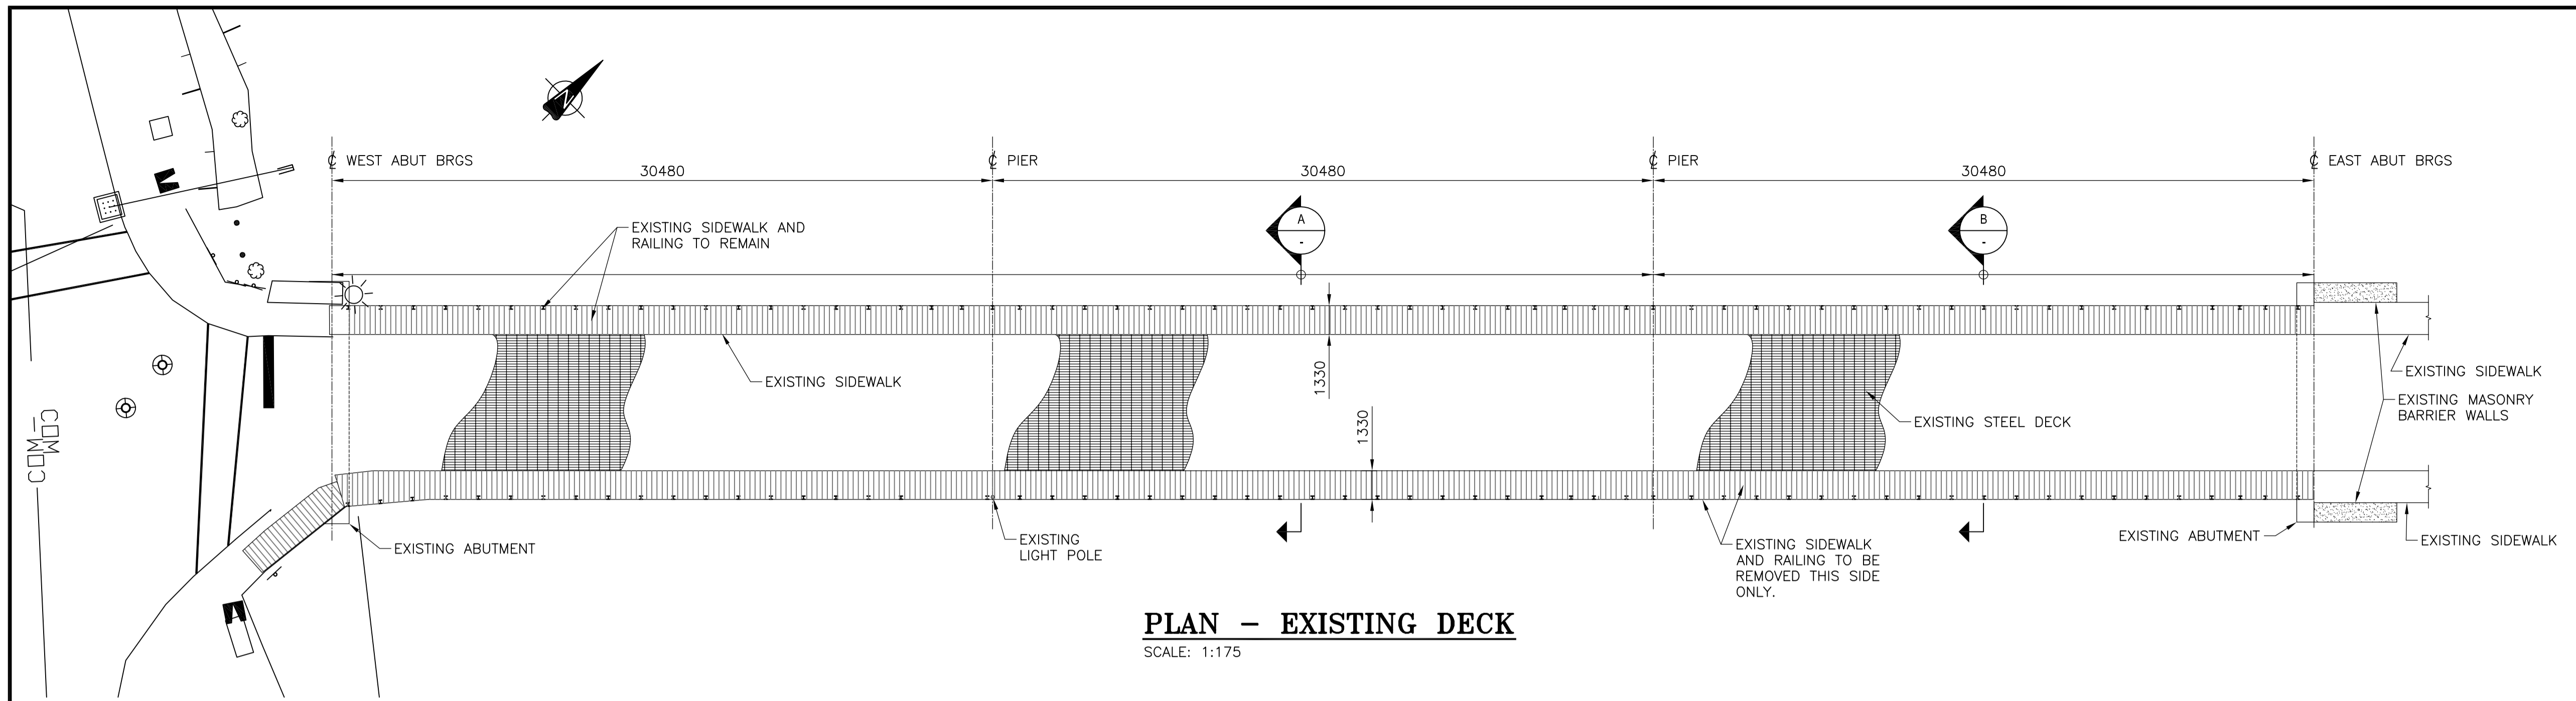 N
℄ WEST ABUT BRGS
℄ PIER
℄ PIER
℄ EAST ABUT BRGS
30480
30480
30480
A
-
B
-
EXISTING SIDEWALK AND
RAILING TO REMAIN
EXISTING SIDEWALK
1330
1330
EXISTING STEEL DECK
EXISTING SIDEWALK
EXISTING MASONRY
BARRIER WALLS
COM
COM
EXISTING ABUTMENT
EXISTING
LIGHT POLE
EXISTING SIDEWALK
AND RAILING TO BE
REMOVED THIS SIDE
ONLY.
EXISTING ABUTMENT
EXISTING SIDEWALK
PLAN - EXISTING DECK
SCALE: 1:175